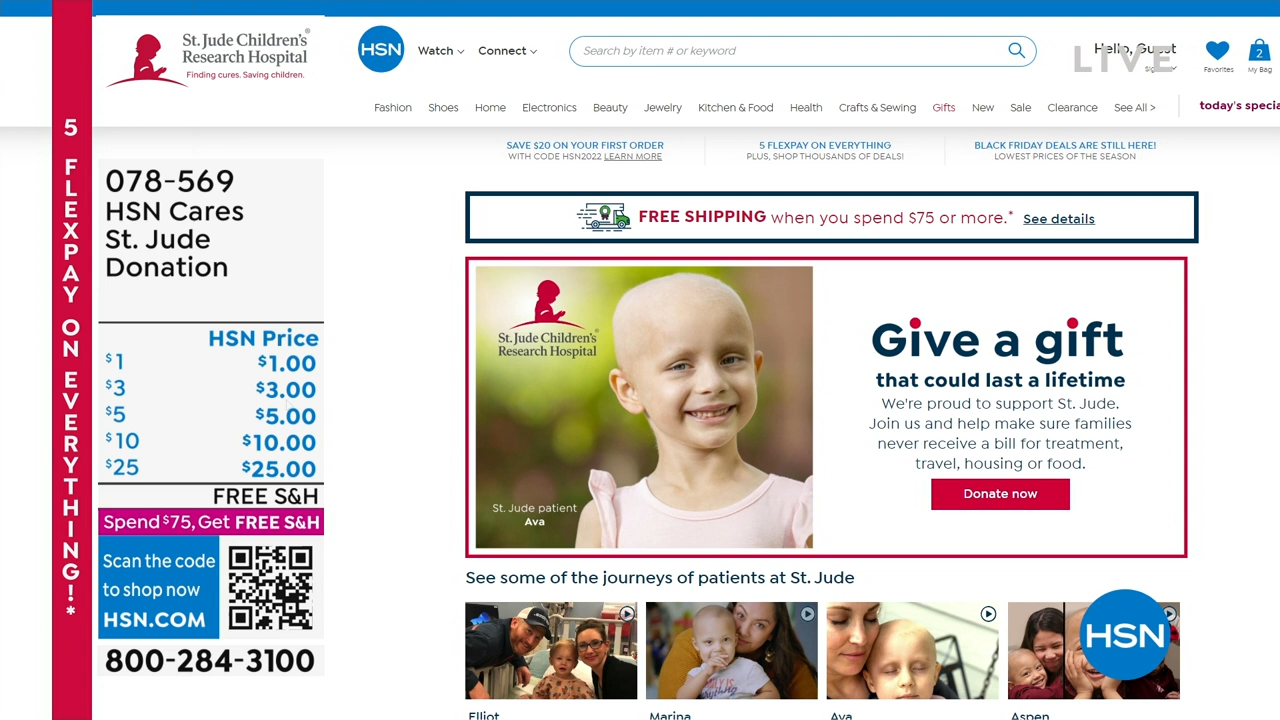 5 FLEXPAY ON EVERYTHING!*
St. Jude Children's®
Research Hospital
Finding cures. Saving children.
078-569
HSN Cares
St. Jude
Donation
HSN Price
$1 $1.00
$3 $3.00
$5 $5.00
$10 $10.00
$25 $25.00
FREE S&H
Spend $75, Get FREE S&H
Scan the code
to shop now
HSN.COM
800-284-3100
HSN
Watch
Connect
Search by item # or keyword
Hello, Guest
LIVE
Favorites
2
My Bag
Fashion Shoes Home Electronics Beauty Jewelry Kitchen & Food Health Crafts & Sewing Gifts New Sale Clearance See All > today's specia
SAVE $20 ON YOUR FIRST ORDER
WITH CODE HSN2022 LEARN MORE
5 FLEXPAY ON EVERYTHING
PLUS, SHOP THOUSANDS OF DEALS!
BLACK FRIDAY DEALS ARE STILL HERE!
LOWEST PRICES OF THE SEASON
FREE SHIPPING when you spend $75 or more.* See details
St. Jude Children's®
Research Hospital
St. Jude patient
Ava
Give a gift
that could last a lifetime
We're proud to support St. Jude.
Join us and help make sure families
never receive a bill for treatment,
travel, housing or food.
Donate now
See some of the journeys of patients at St. Jude
Elliot Marina Ava Aspen
HSN